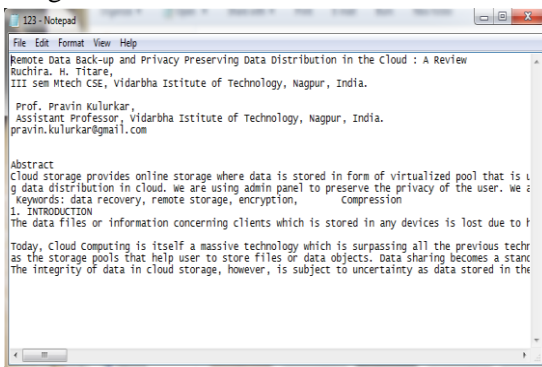 123 - Notepad
File Edit Format View Help
Remote Data Back-up and Privacy Preserving Data Distribution in the Cloud : A Review
Ruchira. H. Titare,
III sem Mtech CSE, Vidarbha Istitute of Technology, Nagpur, India.
Prof. Pravin Kulurkar,
Assistant Professor, Vidarbha Istitute of Technology, Nagpur, India.
pravin.kulurkar@gmail.com
Abstract
Cloud storage provides online storage where data is stored in form of virtualized pool that is u
g data distribution in cloud. We are using admin panel to preserve the privacy of the user. We a
Keywords: data recovery, remote storage, encryption, Compression
1. INTRODUCTION
The data files or information concerning clients which is stored in any devices is lost due to h
Today, Cloud Computing is itself a massive technology which is surpassing all the previous techn
as the storage pools that help user to store files or data objects. Data sharing becomes a stand
The integrity of data in cloud storage, however, is subject to uncertainty as data stored in the